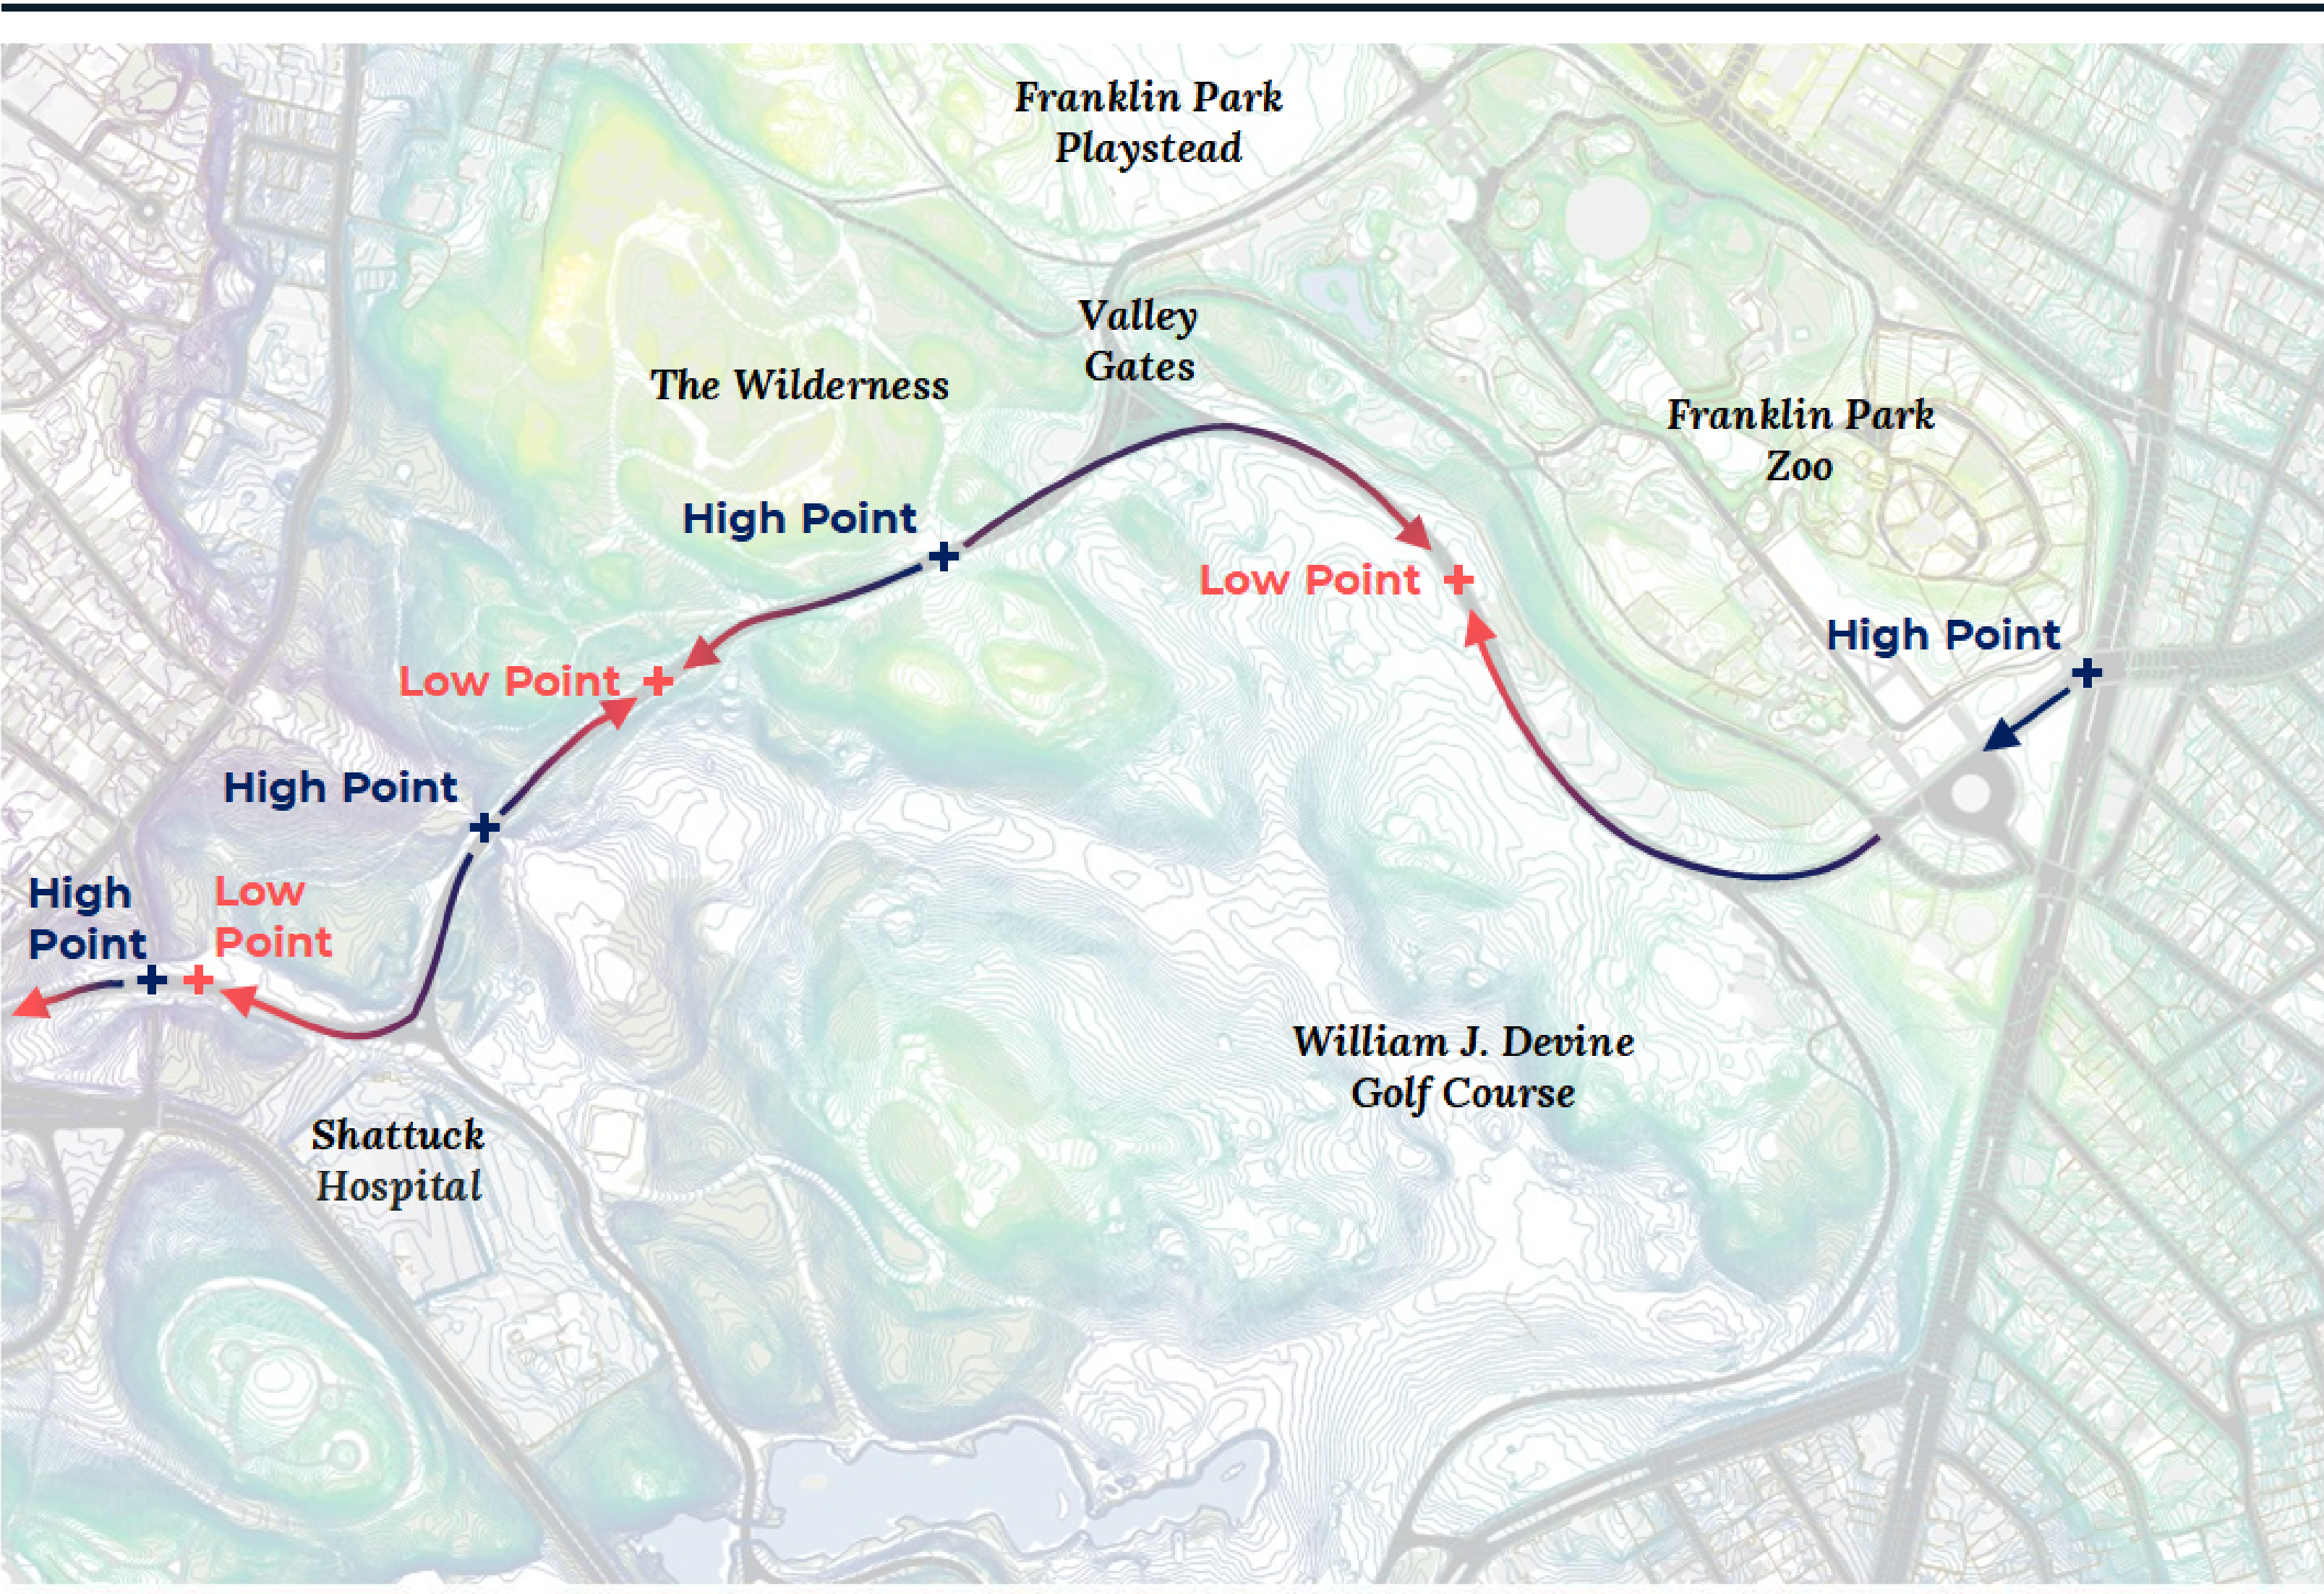 Franklin Park
Playstead
Valley
Gates
The Wilderness
Franklin Park
Zoo
High Point
Low Point
High Point
Low Point
High Point
High
Point
Low
Point
William J. Devine
Golf Course
Shattuck
Hospital